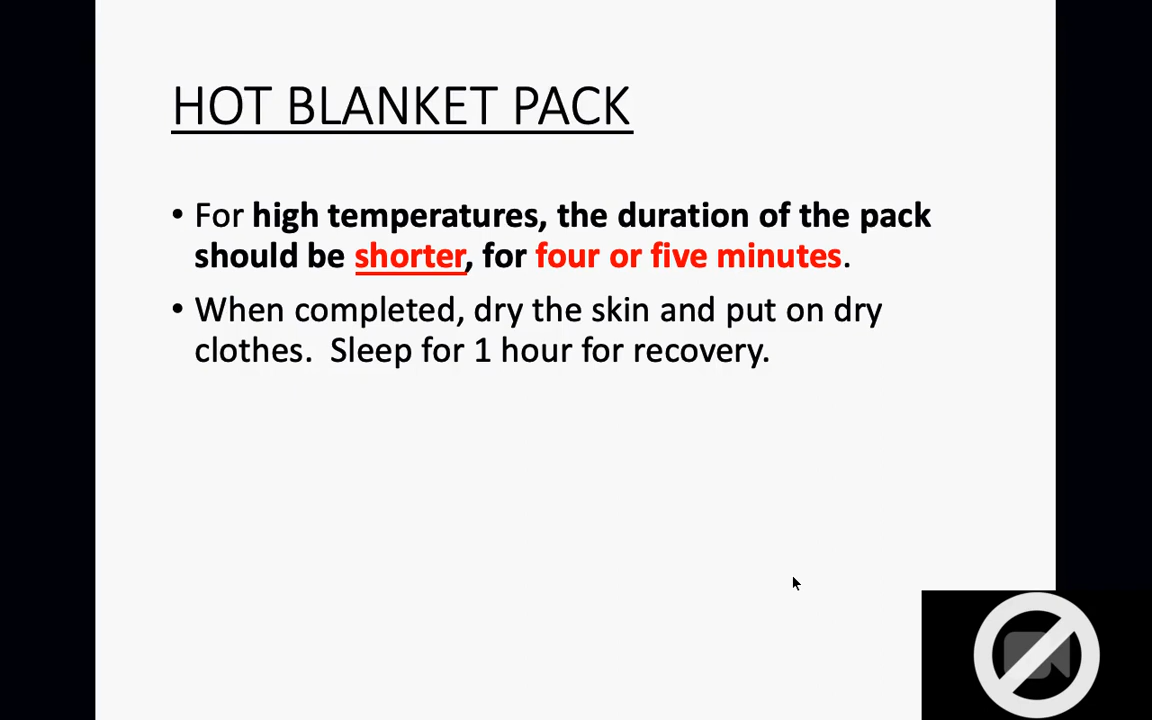 HOT BLANKET PACK
• For high temperatures, the duration of the pack
should be shorter, for four or five minutes.
• When completed, dry the skin and put on dry
clothes.  Sleep for 1 hour for recovery.